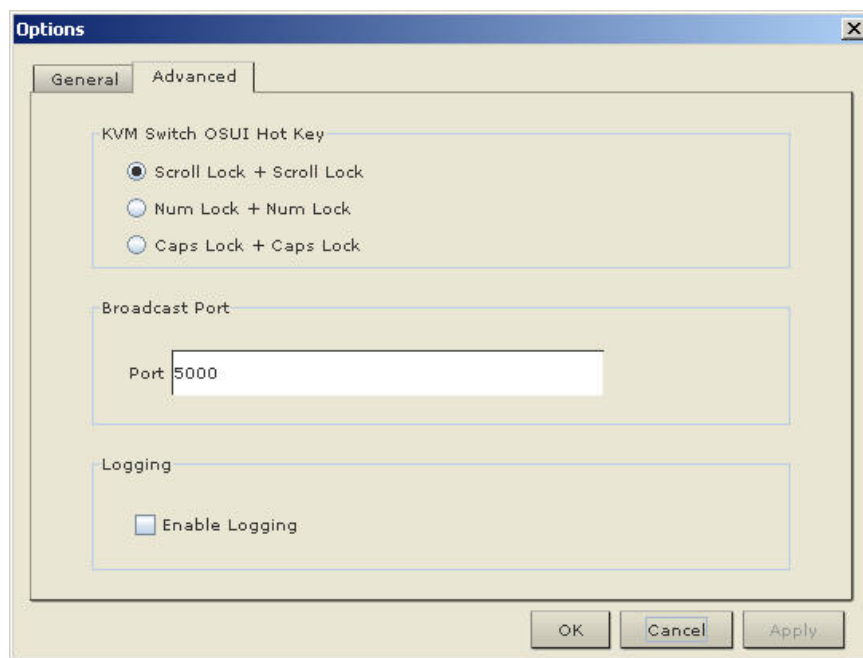 Options
General
Advanced
KVM Switch OSUI Hot Key
Scroll Lock + Scroll Lock
Num Lock + Num Lock
Caps Lock + Caps Lock
Broadcast Port
Port 5000
Logging
Enable Logging
OK
Cancel
Apply